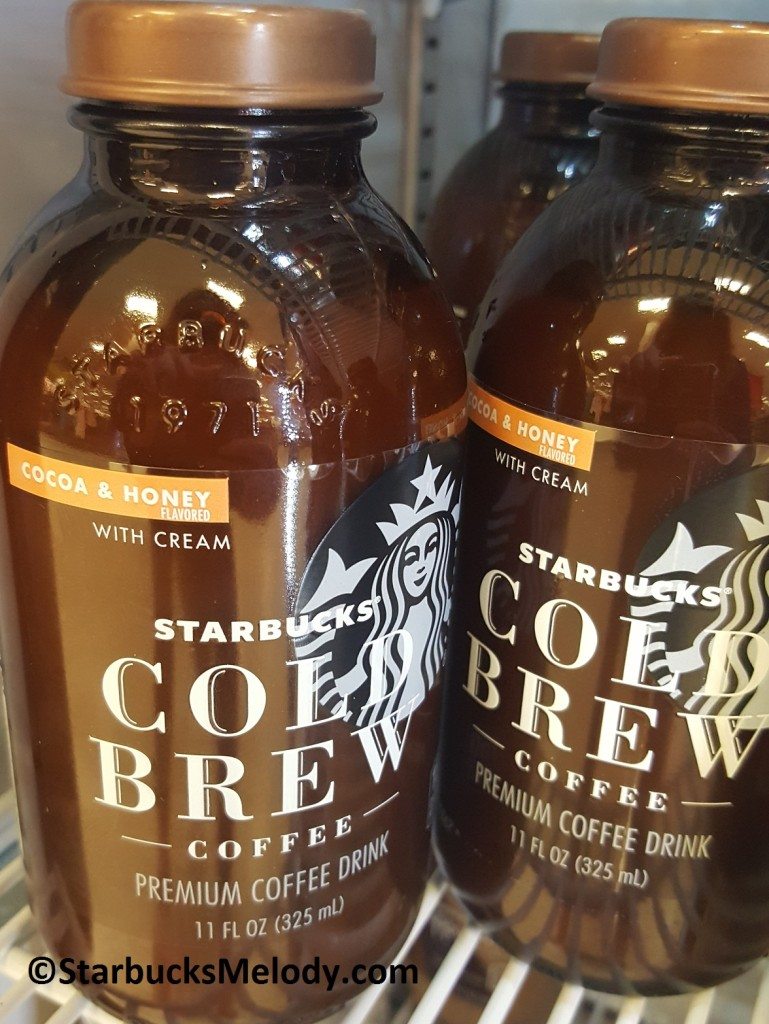 STARBUCKS
1971
COCOA & HONEY
FLAVORED
WITH CREAM
STARBUCKS®
COLD
BREW
COFFEE
PREMIUM COFFEE DRINK
11 FL OZ (325 mL)
COCOA & HONEY
FLAVORED
WITH CREAM
STARBUCKS®
COLD
BREW
COFFEE
PREMIUM COFFEE DRINK
11 FL OZ (325 mL)
©StarbucksMelody.com